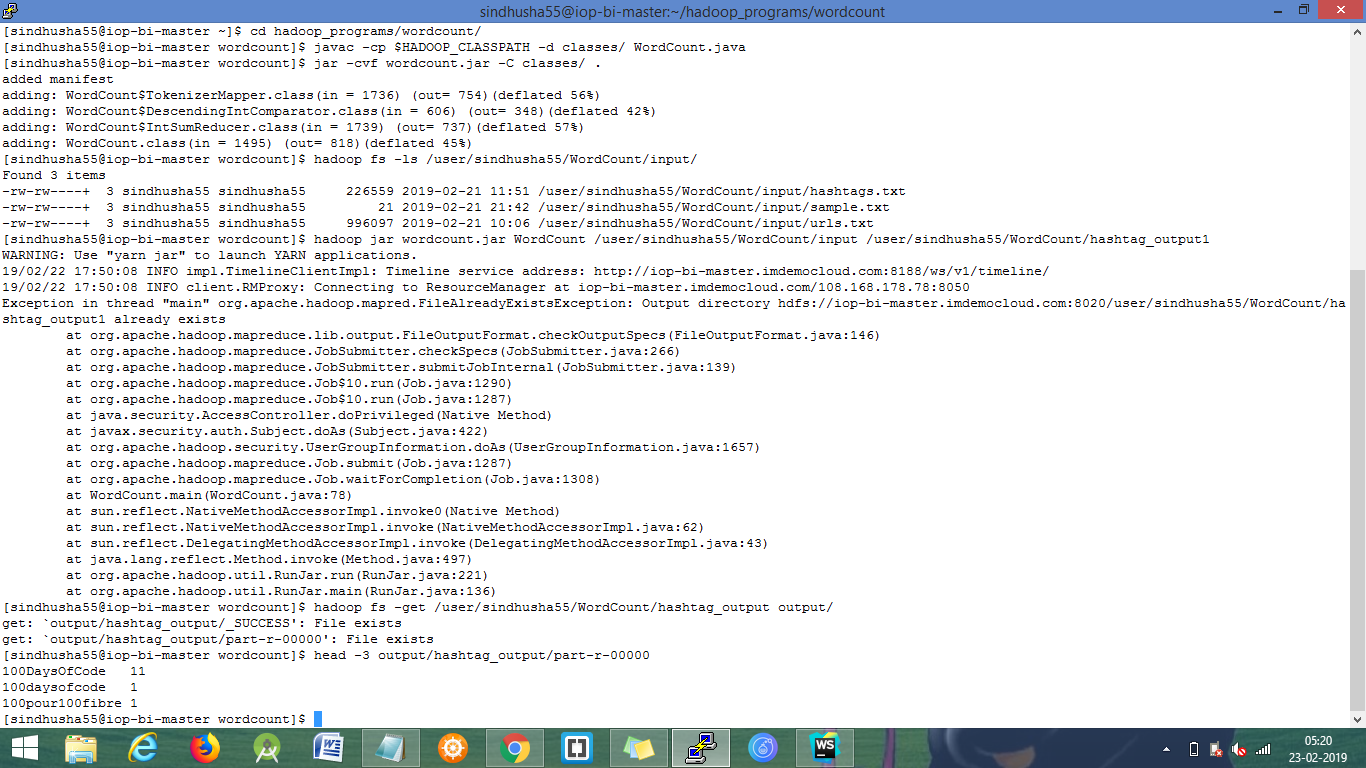 sindhusha55@iop-bi-master:~/hadoop_programs/wordcount
[sindhusha55@iop-bi-master ~]$ cd hadoop_programs/wordcount/
[sindhusha55@iop-bi-master wordcount]$ javac -cp $HADOOP_CLASSPATH -d classes/ WordCount.java
[sindhusha55@iop-bi-master wordcount]$ jar -cvf wordcount.jar -C classes/ .
added manifest
adding: WordCount$TokenizerMapper.class(in = 1736) (out= 754)(deflated 56%)
adding: WordCount$DescendingIntComparator.class(in = 606) (out= 348)(deflated 42%)
adding: WordCount$IntSumReducer.class(in = 1739) (out= 737)(deflated 57%)
adding: WordCount.class(in = 1495) (out= 818)(deflated 45%)
[sindhusha55@iop-bi-master wordcount]$ hadoop fs -ls /user/sindhusha55/WordCount/input/
Found 3 items
-rw-rw----+  3 sindhusha55 sindhusha55     226559 2019-02-21 11:51 /user/sindhusha55/WordCount/input/hashtags.txt
-rw-rw----+  3 sindhusha55 sindhusha55         21 2019-02-21 21:42 /user/sindhusha55/WordCount/input/sample.txt
-rw-rw----+  3 sindhusha55 sindhusha55     996097 2019-02-21 10:06 /user/sindhusha55/WordCount/input/urls.txt
[sindhusha55@iop-bi-master wordcount]$ hadoop jar wordcount.jar WordCount /user/sindhusha55/WordCount/input /user/sindhusha55/WordCount/hashtag_output1
WARNING: Use "yarn jar" to launch YARN applications.
19/02/22 17:50:08 INFO impl.TimelineClientImpl: Timeline service address: http://iop-bi-master.imdemocloud.com:8188/ws/v1/timeline/
19/02/22 17:50:08 INFO client.RMProxy: Connecting to ResourceManager at iop-bi-master.imdemocloud.com/108.168.178.78:8050
Exception in thread "main" org.apache.hadoop.mapred.FileAlreadyExistsException: Output directory hdfs://iop-bi-master.imdemocloud.com:8020/user/sindhusha55/WordCount/ha
shtag_output1 already exists
        at org.apache.hadoop.mapreduce.lib.output.FileOutputFormat.checkOutputSpecs(FileOutputFormat.java:146)
        at org.apache.hadoop.mapreduce.JobSubmitter.checkSpecs(JobSubmitter.java:266)
        at org.apache.hadoop.mapreduce.JobSubmitter.submitJobInternal(JobSubmitter.java:139)
        at org.apache.hadoop.mapreduce.Job$10.run(Job.java:1290)
        at org.apache.hadoop.mapreduce.Job$10.run(Job.java:1287)
        at java.security.AccessController.doPrivileged(Native Method)
        at javax.security.auth.Subject.doAs(Subject.java:422)
        at org.apache.hadoop.security.UserGroupInformation.doAs(UserGroupInformation.java:1657)
        at org.apache.hadoop.mapreduce.Job.submit(Job.java:1287)
        at org.apache.hadoop.mapreduce.Job.waitForCompletion(Job.java:1308)
        at WordCount.main(WordCount.java:78)
        at sun.reflect.NativeMethodAccessorImpl.invoke0(Native Method)
        at sun.reflect.NativeMethodAccessorImpl.invoke(NativeMethodAccessorImpl.java:62)
        at sun.reflect.DelegatingMethodAccessorImpl.invoke(DelegatingMethodAccessorImpl.java:43)
        at java.lang.reflect.Method.invoke(Method.java:497)
        at org.apache.hadoop.util.RunJar.run(RunJar.java:221)
        at org.apache.hadoop.util.RunJar.main(RunJar.java:136)
[sindhusha55@iop-bi-master wordcount]$ hadoop fs -get /user/sindhusha55/WordCount/hashtag_output output/
get: `output/hashtag_output/_SUCCESS': File exists
get: `output/hashtag_output/part-r-00000': File exists
[sindhusha55@iop-bi-master wordcount]$ head -3 output/hashtag_output/part-r-00000
100DaysOfCode   11
100daysofcode   1
100pour100fibre 1
[sindhusha55@iop-bi-master wordcount]$
WS
05:20
23-02-2019